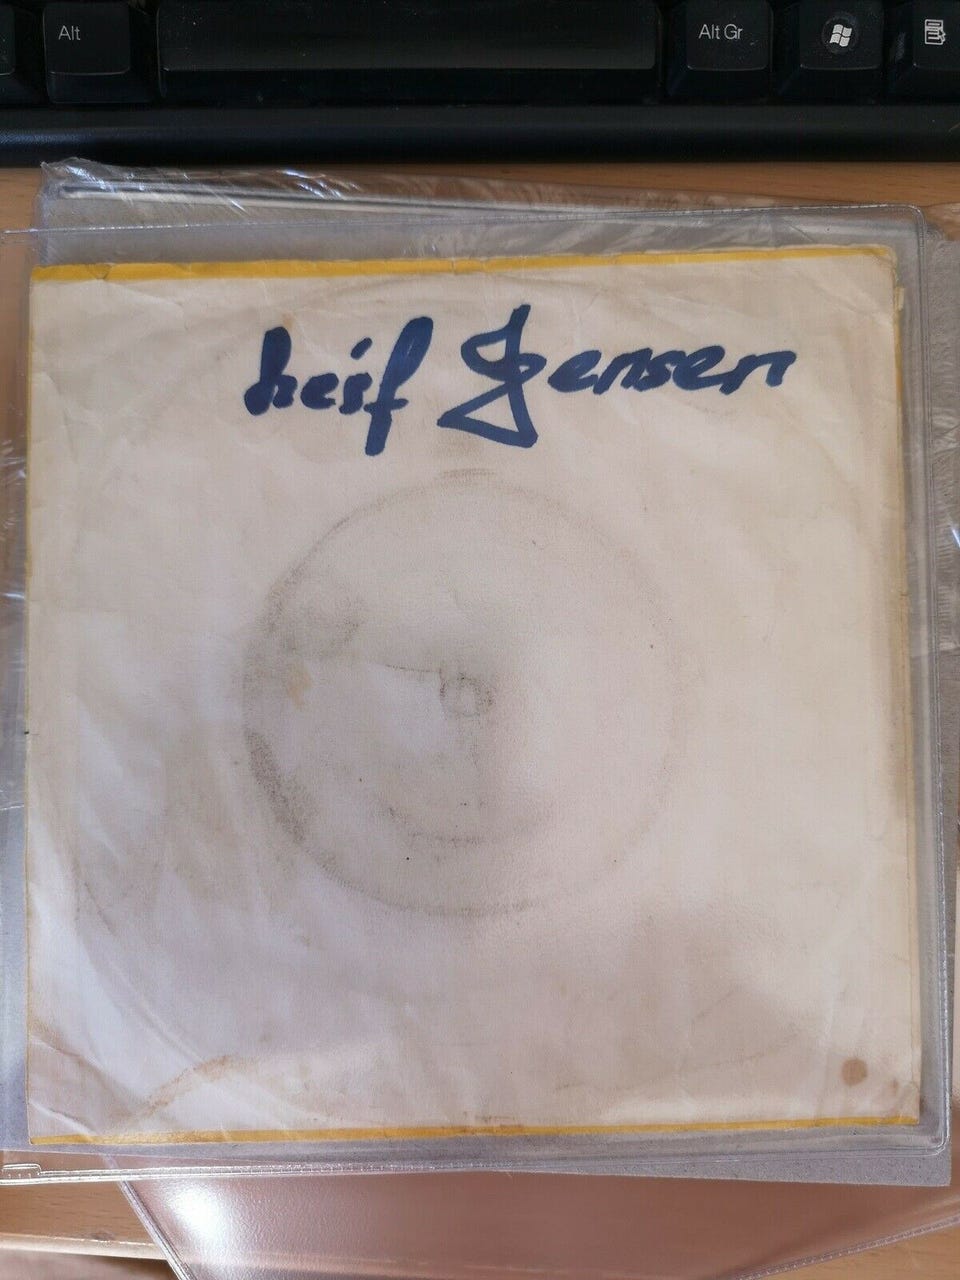 Alt
Alt Gr
Leif Jensen